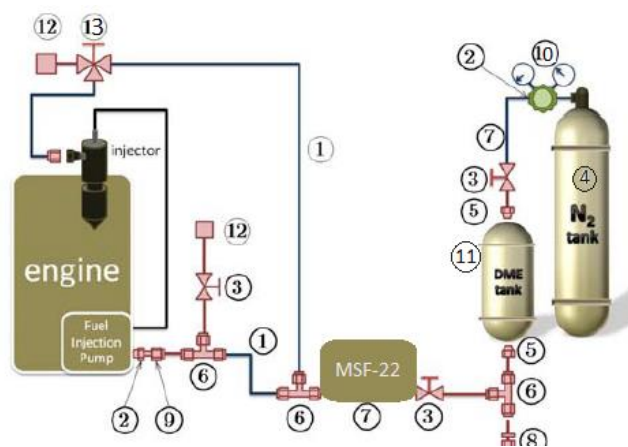 12 13
2 10
injector
1
7
3
4
N2
tank
5
12
11
DME
tank
engine
3
Fuel
Injection
Pump
1
5
MSF-22
6
6
6
2 9
7
3
8